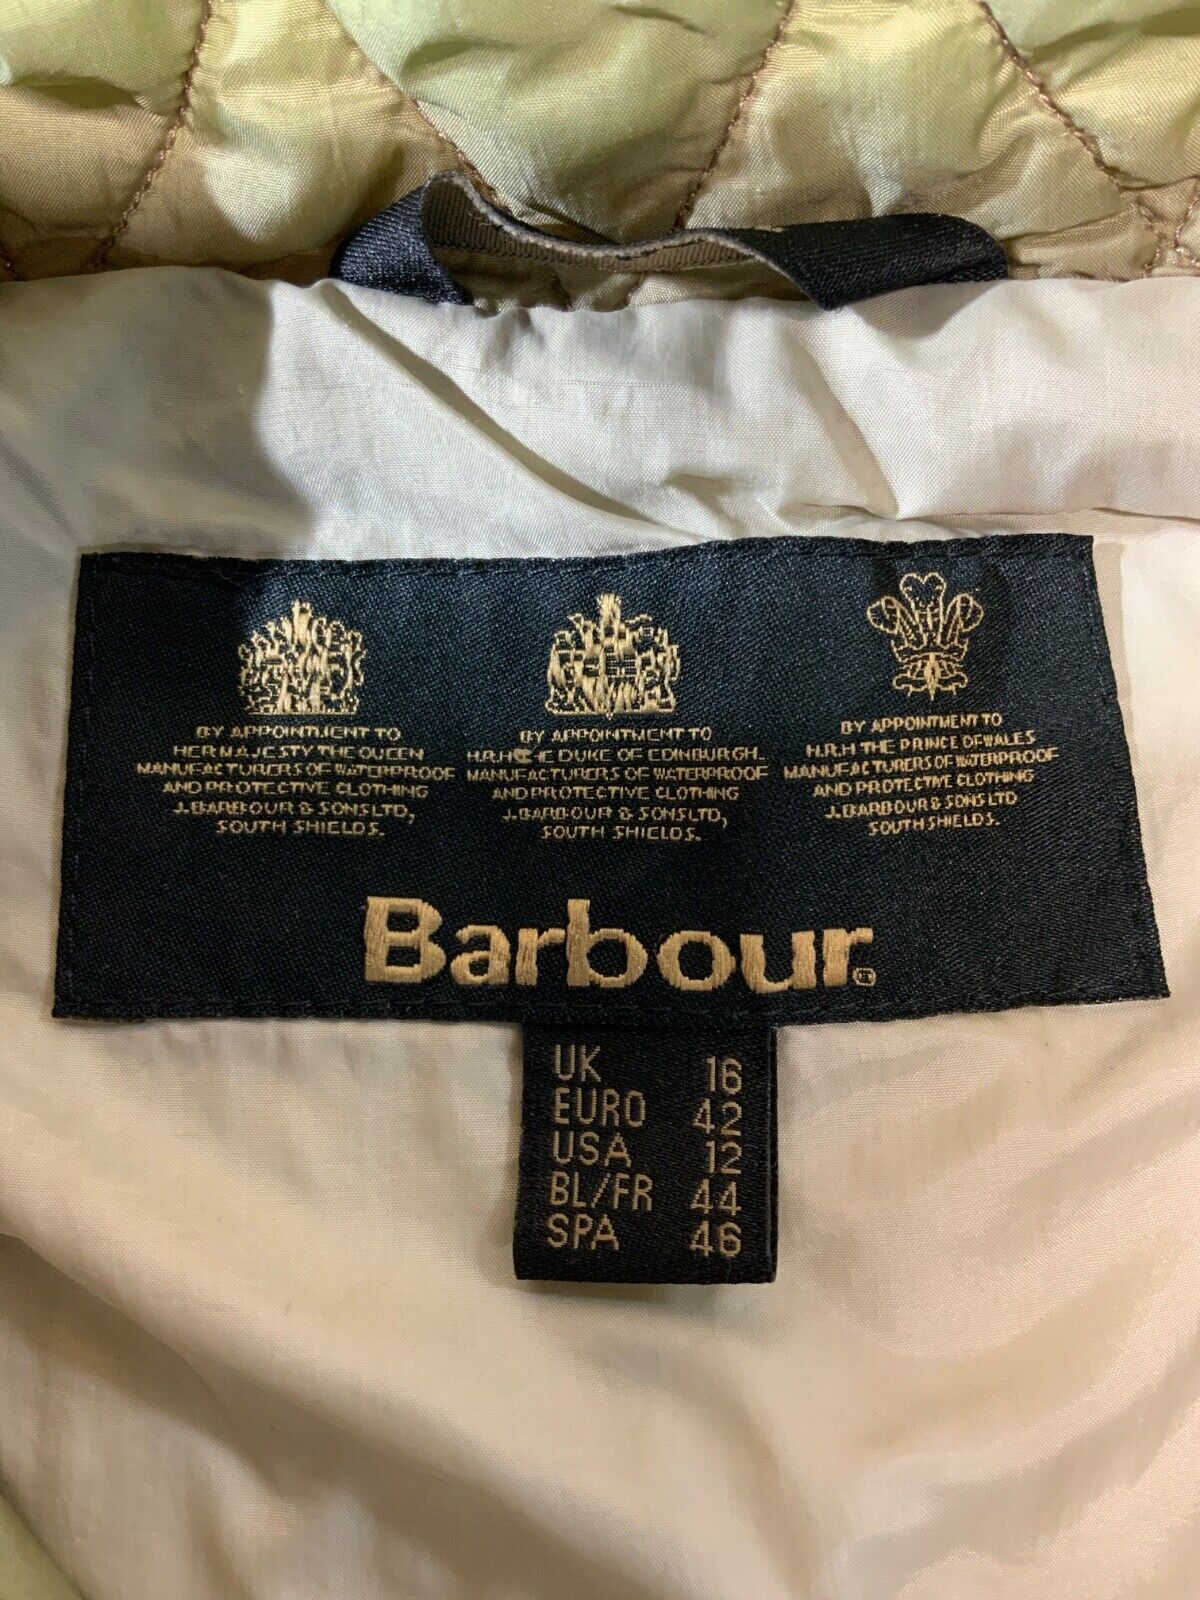 BY APPOINTMENT TO
HER MAJESTY THE QUEEN
MANUFACTURERS OF WATERPROOF
AND PROTECTIVE CLOTHING
J.BARBOUR & SONS LTD,
SOUTH SHIELDS.
BY APPOINTMENT TO
H.R.H THE DUKE OF EDINBURGH
MANUFACTURERS OF WATERPROOF
AND PROTECTIVE CLOTHING
J.BARBOUR & SONS LTD,
SOUTH SHIELDS.
BY APPOINTMENT TO
H.R.H THE PRINCE OF WALES
MANUFACTURERS OF WATERPROOF
AND PROTECTIVE CLOTHING
J.BARBOUR & SONS LTD
SOUTH SHIELDS.
Barbour®
UK 16
EURO 42
USA 12
BL/FR 44
SPA 46